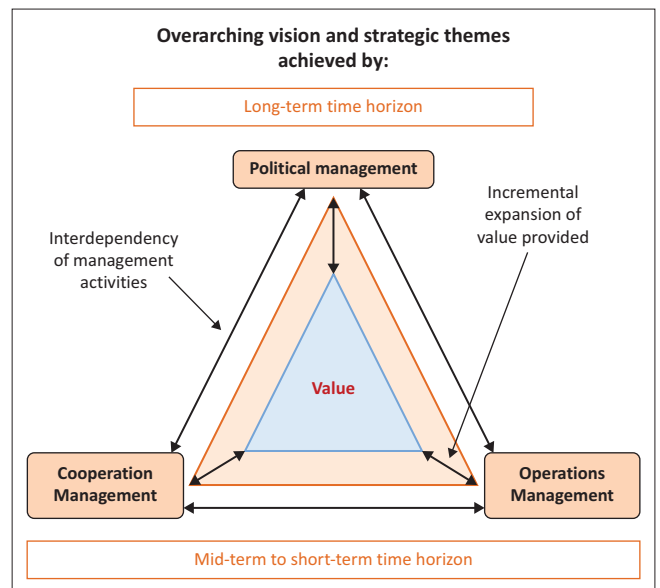 Overarching vision and strategic themes
achieved by:
Long-term time horizon
Political management
Incremental
expansion of
value provided
Interdependency
of management
activities
Value
Cooperation
Management
Operations
Management
Mid-term to short-term time horizon